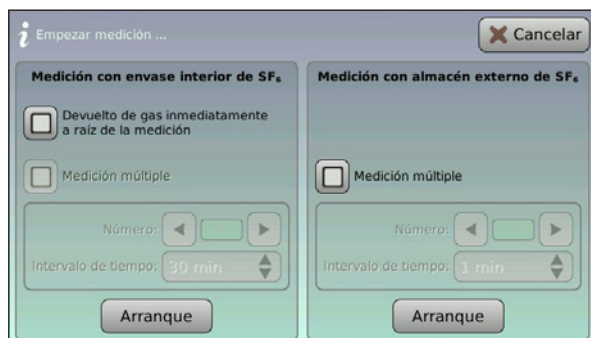 Empezar medición ...
Cancelar
Medición con envase interior de SF₆
Devuelto de gas inmediatamente
a raíz de la medición
Medición múltiple
Número:
Intervalo de tiempo: 30 min
Arranque
Medición con almacén externo de SF₆
Medición múltiple
Número:
Intervalo de tiempo: 1 min
Arranque